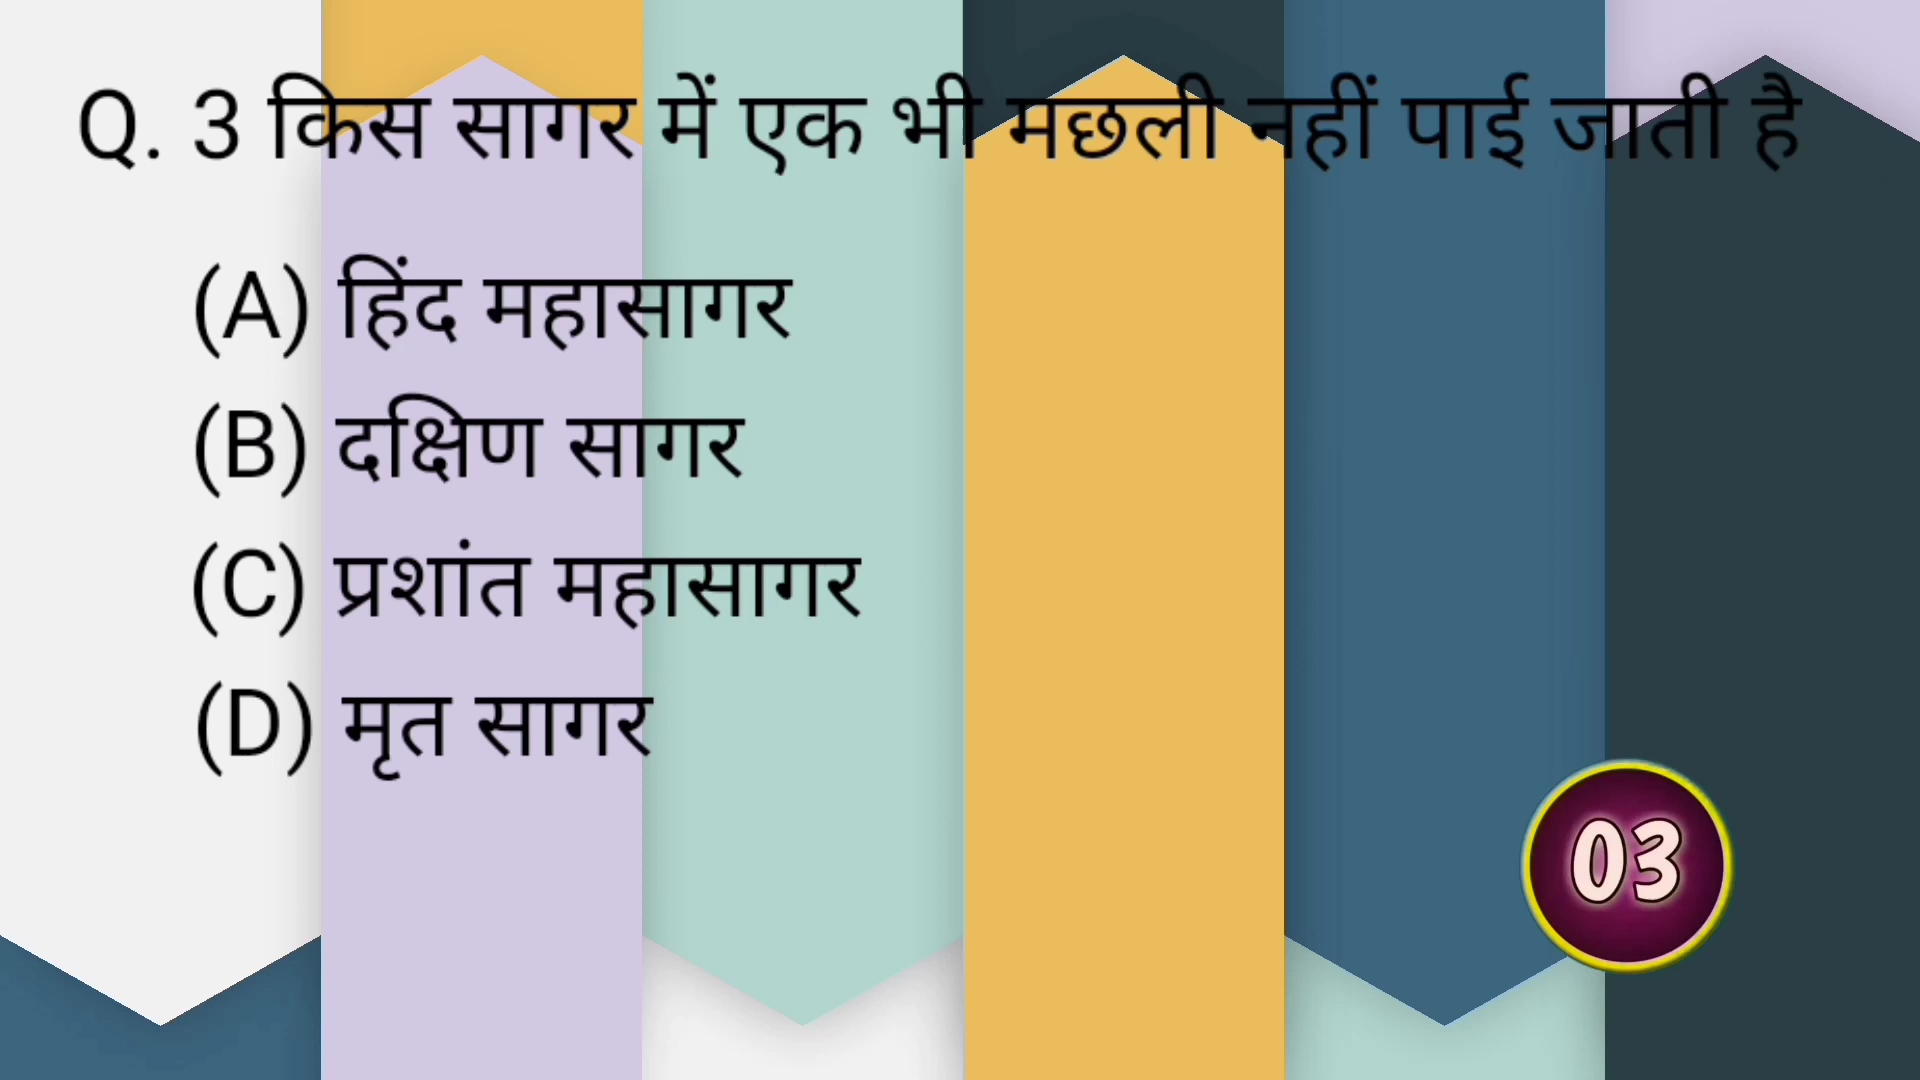 Q. 3 किस सागर में एक भी मछली नहीं पाई जाती है
(A) हिंद महासागर
(B) दक्षिण सागर
(C) प्रशांत महासागर
(D) मृत सागर
03